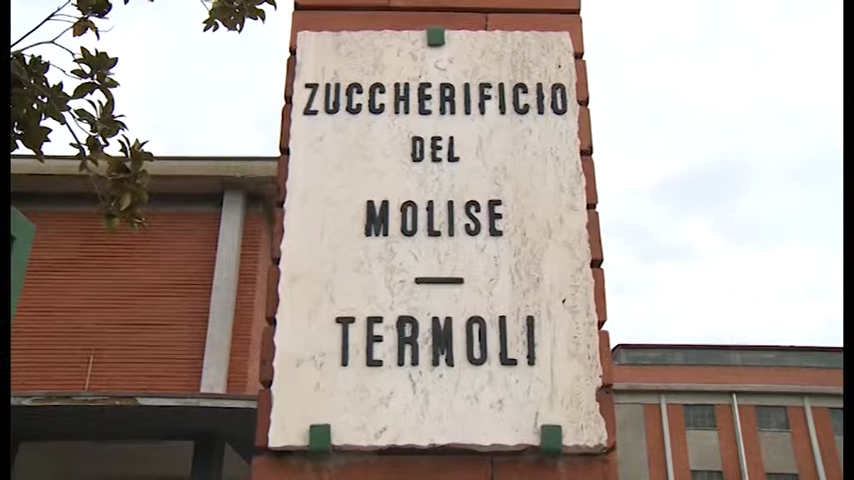 ZUCCHERIFICIO
DEL
MOLISE
—
TERMOLI